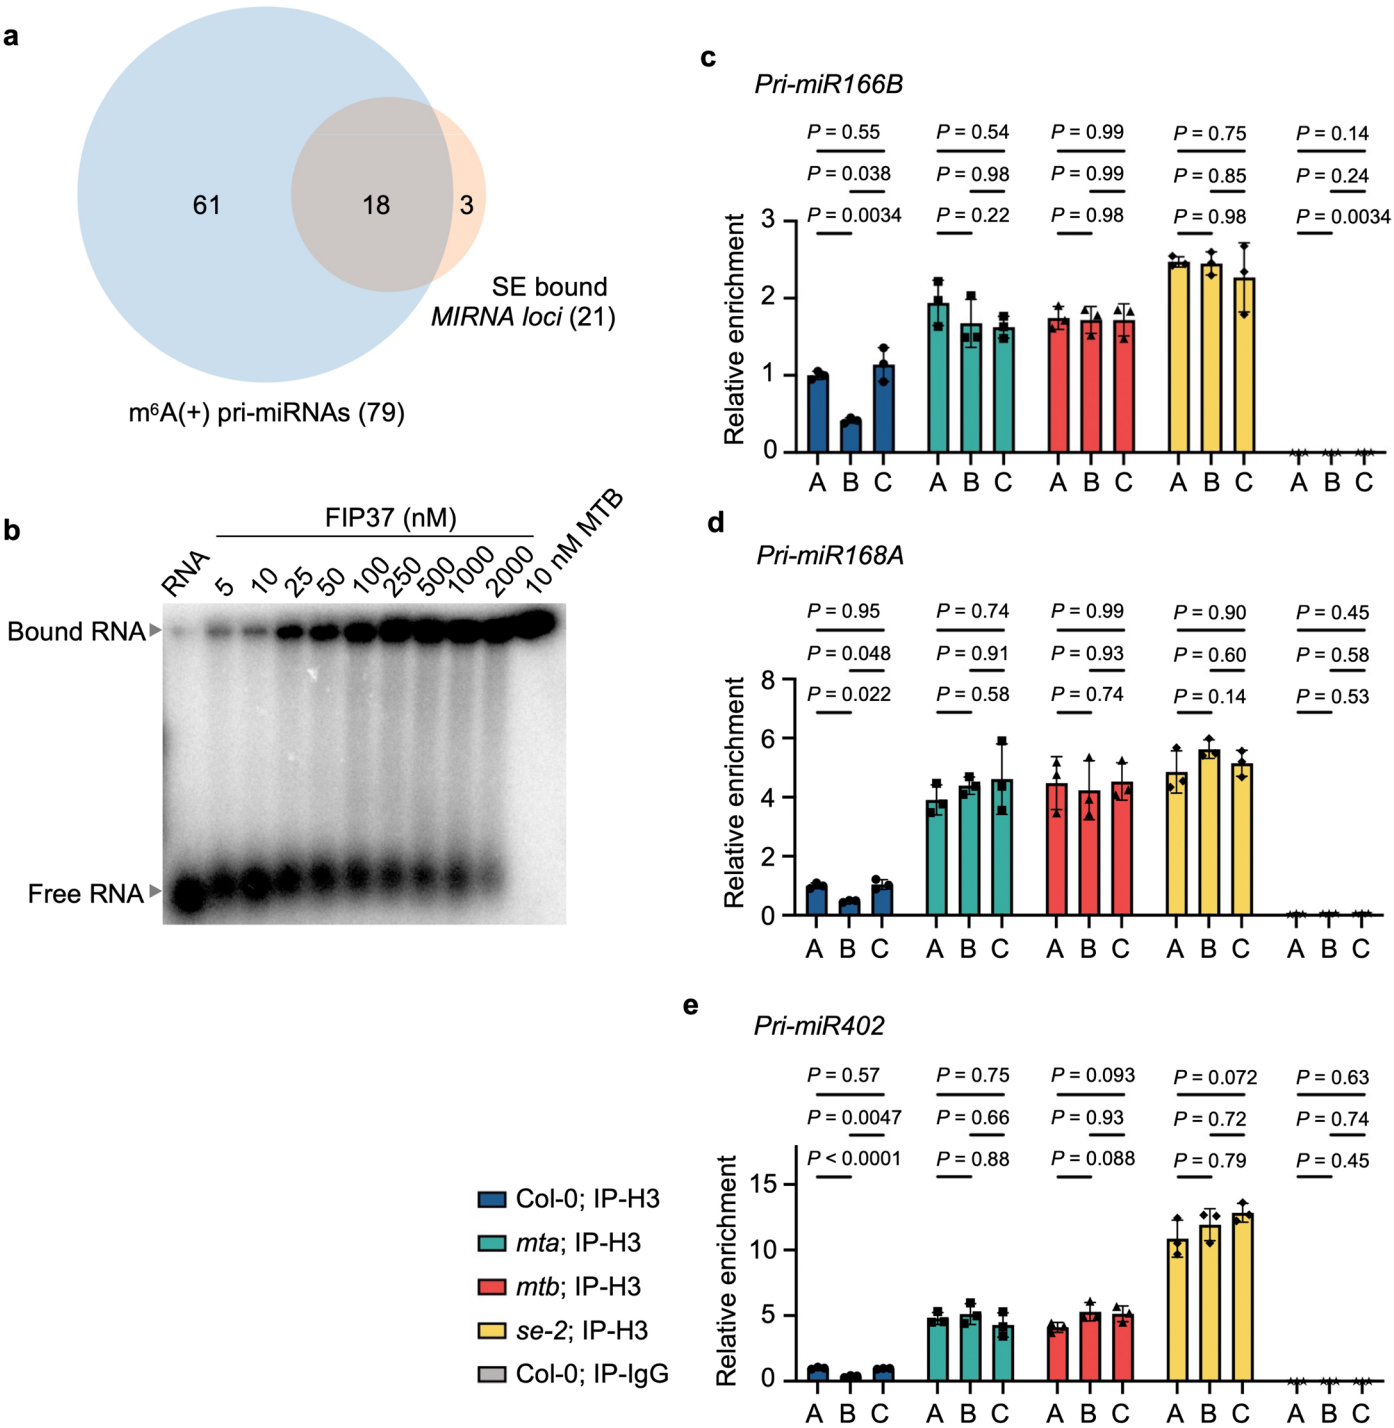 a
61
18
3
SE bound
MIRNA loci (21)
m⁶A(+) pri-miRNAs (79)
b
FIP37 (nM)
RNA
5
10
25
50
100
250
500
1000
2000
10 nM MTB
Bound RNA
Free RNA
c
Pri-miR166B
P = 0.55 P = 0.54 P = 0.99 P = 0.75 P = 0.14
P = 0.038 P = 0.98 P = 0.99 P = 0.85 P = 0.24
P = 0.0034 P = 0.22 P = 0.98 P = 0.98 P = 0.0034
Relative enrichment
3
2
1
0
A B C A B C A B C A B C A B C
d
Pri-miR168A
P = 0.95 P = 0.74 P = 0.99 P = 0.90 P = 0.45
P = 0.048 P = 0.91 P = 0.93 P = 0.60 P = 0.58
P = 0.022 P = 0.58 P = 0.74 P = 0.14 P = 0.53
Relative enrichment
8
6
4
2
0
A B C A B C A B C A B C A B C
e
Pri-miR402
P = 0.57 P = 0.75 P = 0.093 P = 0.072 P = 0.63
P = 0.0047 P = 0.66 P = 0.93 P = 0.72 P = 0.74
P < 0.0001 P = 0.88 P = 0.088 P = 0.79 P = 0.45
Relative enrichment
15
10
5
0
A B C A B C A B C A B C A B C
Col-0; IP-H3
mta; IP-H3
mtb; IP-H3
se-2; IP-H3
Col-0; IP-IgG